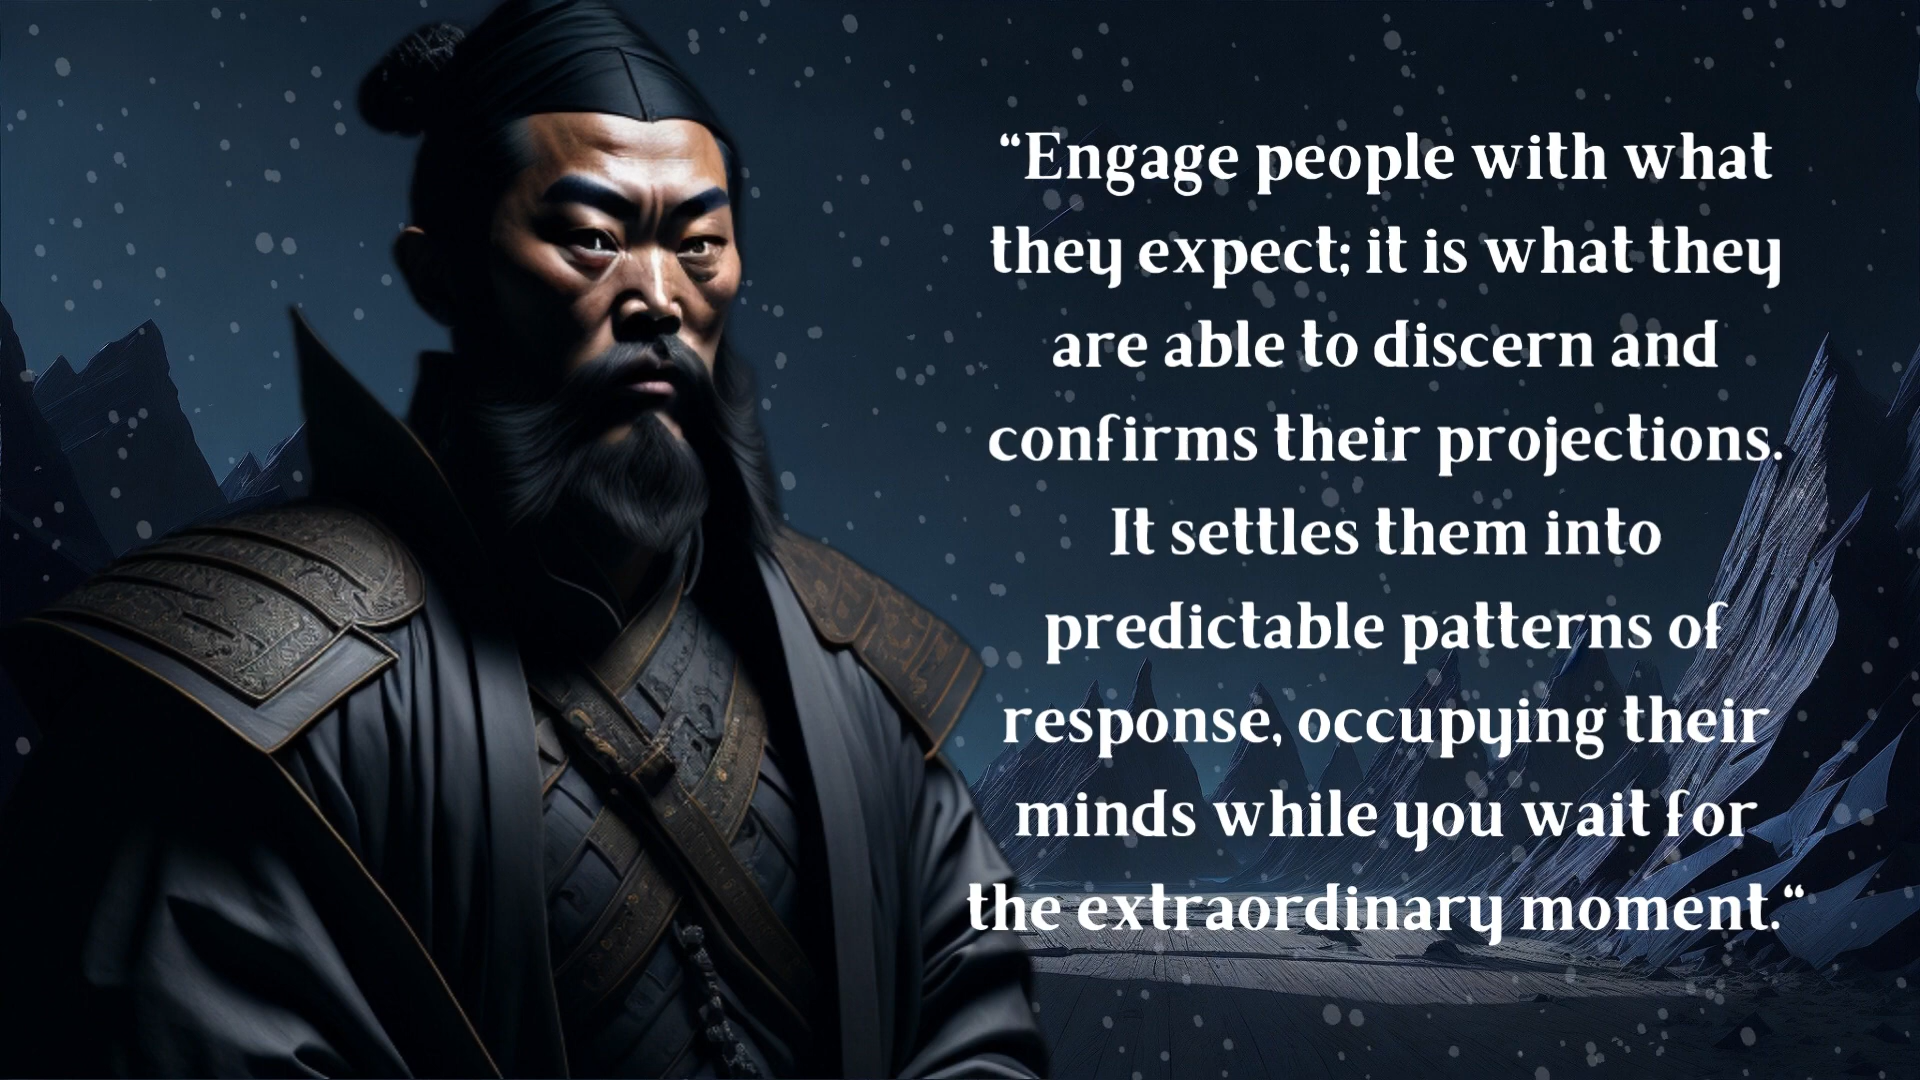 “Engage people with what
they expect; it is what they
are able to discern and
confirms their projections.
It settles them into
predictable patterns of
response, occupying their
minds while you wait for
the extraordinary moment.“